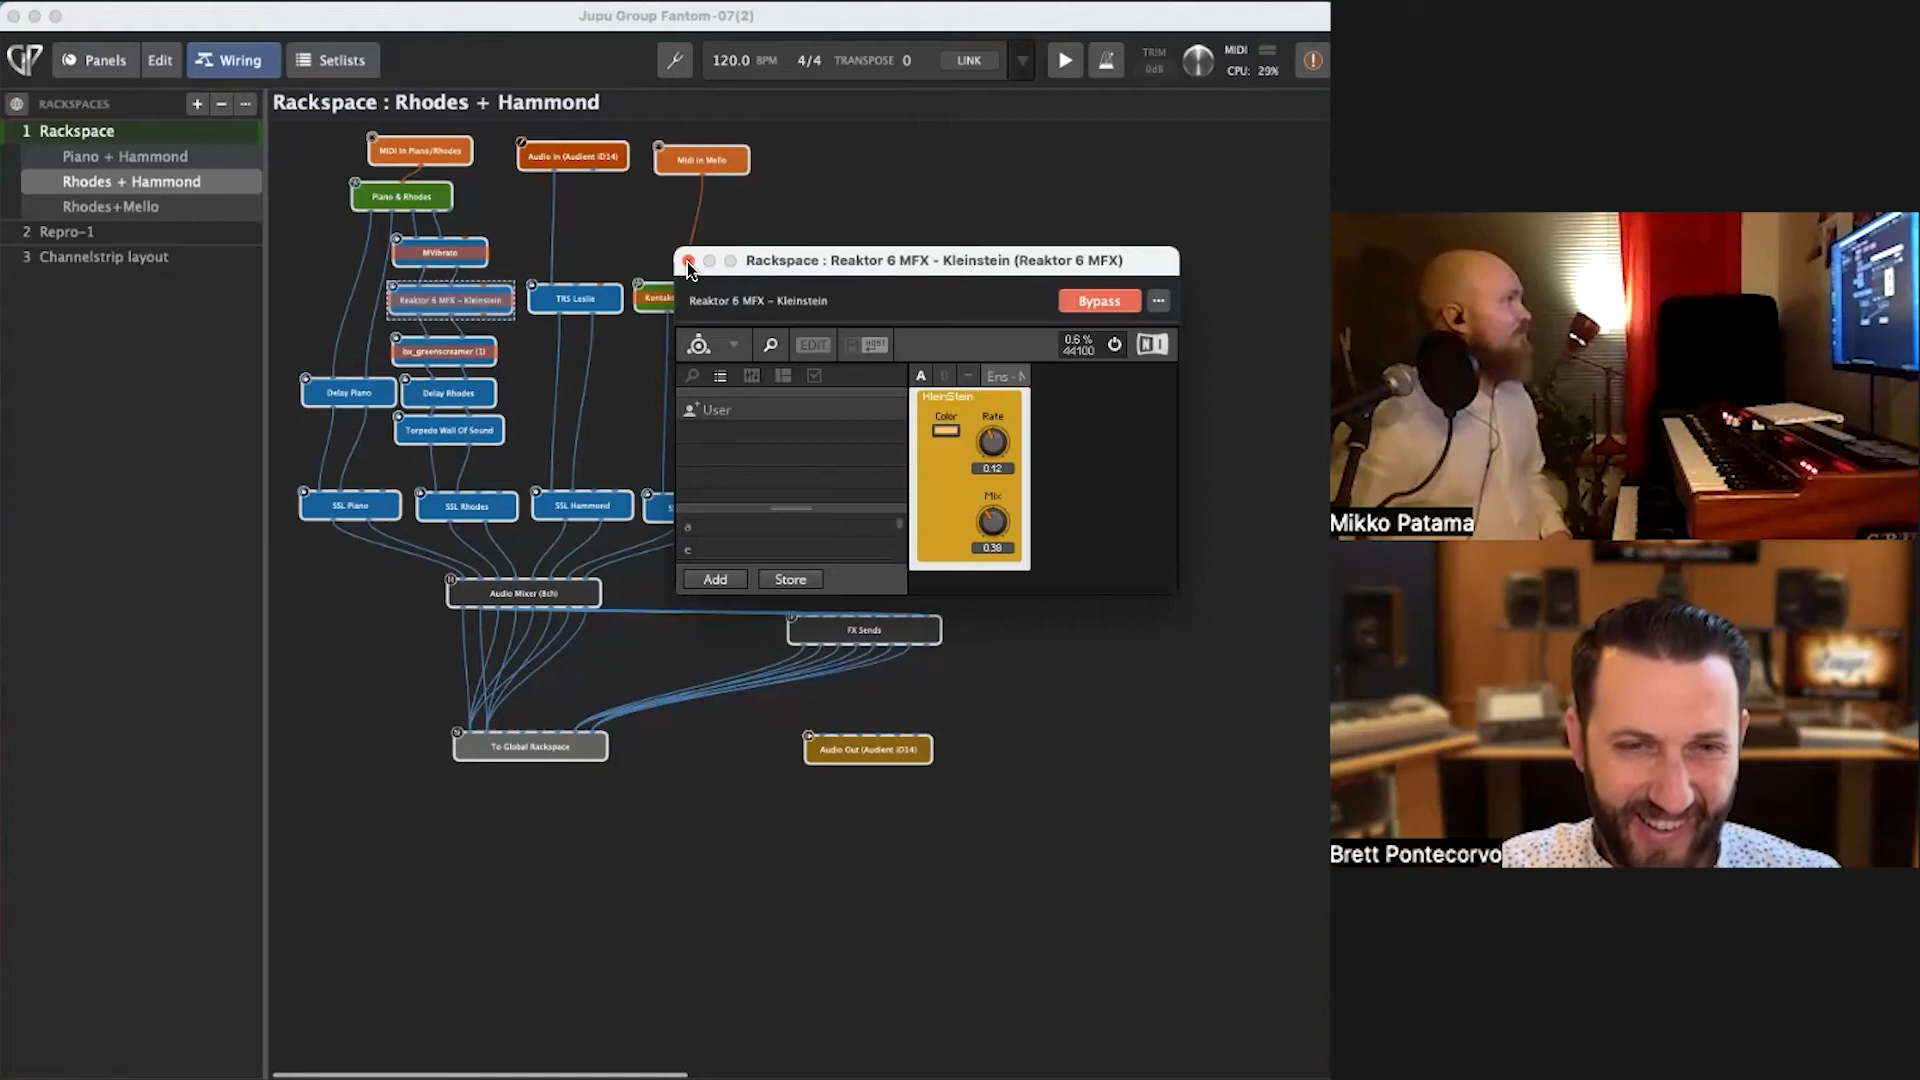 Jupu Group Fantom-07(2)
GP
Panels
Edit
Wiring
Setlists
120.0 BPM
4/4
TRANSPOSE 0
LINK
TRIM
0dB
MIDI
CPU: 29%
RACKSPACES
+ − ...
Rackspace : Rhodes + Hammond
1 Rackspace
Piano + Hammond
Rhodes + Hammond
Rhodes+Mello
2 Repro-1
3 Channelstrip layout
MIDI In Piano/Rhodes
Audio In (Audient iD14)
Midi in Mello
Piano & Rhodes
MVibrato
Reaktor 6 MFX - Kleinstein
TRS Leslie
bx_greenscreamer (1)
Delay Piano
Delay Rhodes
Torpedo Wall Of Sound
SSL Piano
SSL Rhodes
SSL Hammond
Audio Mixer (8ch)
FX Sends
To Global Rackspace
Audio Out (Audient iD14)
Rackspace : Reaktor 6 MFX - Kleinstein (Reaktor 6 MFX)
Reaktor 6 MFX - Kleinstein
Bypass
...
EDIT
HOST
0.6 %
44100
NI
A
Ens - N
User
KleinStein
Color
Rate
0.12
Mix
0.38
a
e
Add
Store
Mikko Patama
Brett Pontecorvo